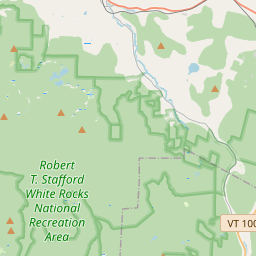 Robert
T. Stafford
White Rocks
National
Recreation
Area
VT 100